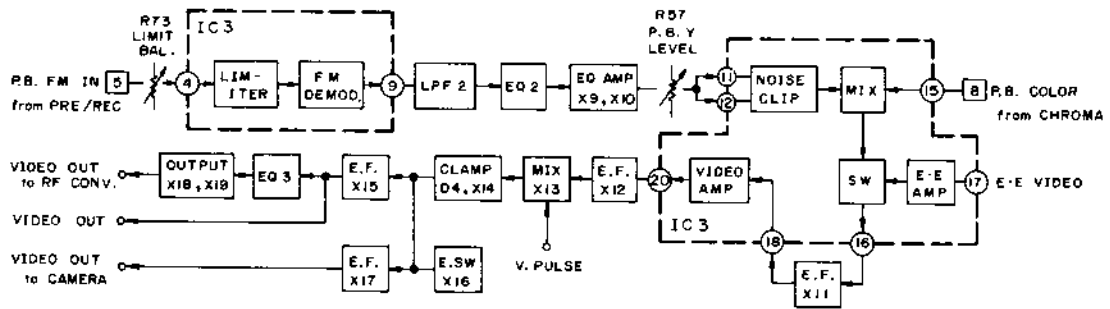 R73
LIMIT
BAL.
IC3
R57
P.B.Y
LEVEL
P.B. FM IN 5
from PRE/REC
4
LIM-
ITER
FM
DEMOD.
9
LPF 2
EQ 2
EQ AMP
X9, X10
11
12
NOISE
CLIP
MIX
15
8 P.B. COLOR
from CHROMA
VIDEO OUT
to RF CONV.
OUTPUT
X18, X19
EQ 3
E.F.
X15
CLAMP
D4, X14
MIX
X13
E.F.
X12
20
VIDEO
AMP
SW
E-E
AMP
17
E-E VIDEO
VIDEO OUT
IC3
18
16
VIDEO OUT
to CAMERA
E.F.
X17
E.SW
X16
V. PULSE
E.F.
X11